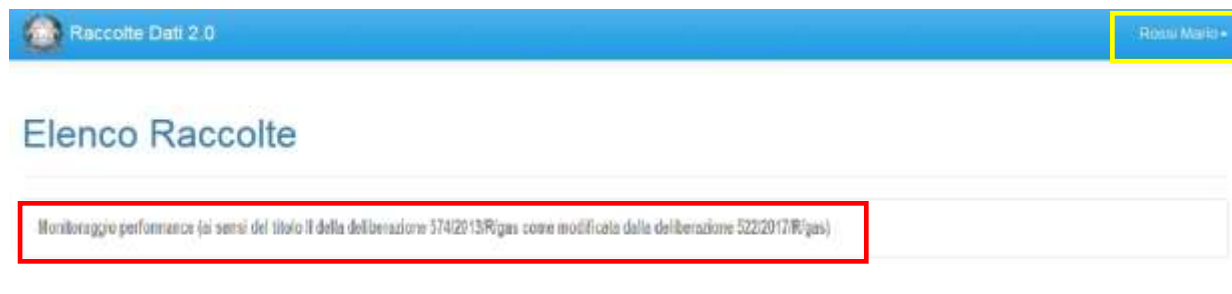 Raccolte Dati 2.0
Rossi Mario
Elenco Raccolte
Monitoraggio performance (ai sensi del titolo II della deliberazione 574/2013/R/gas come modificata dalla deliberazione 522/2017/R/gas)